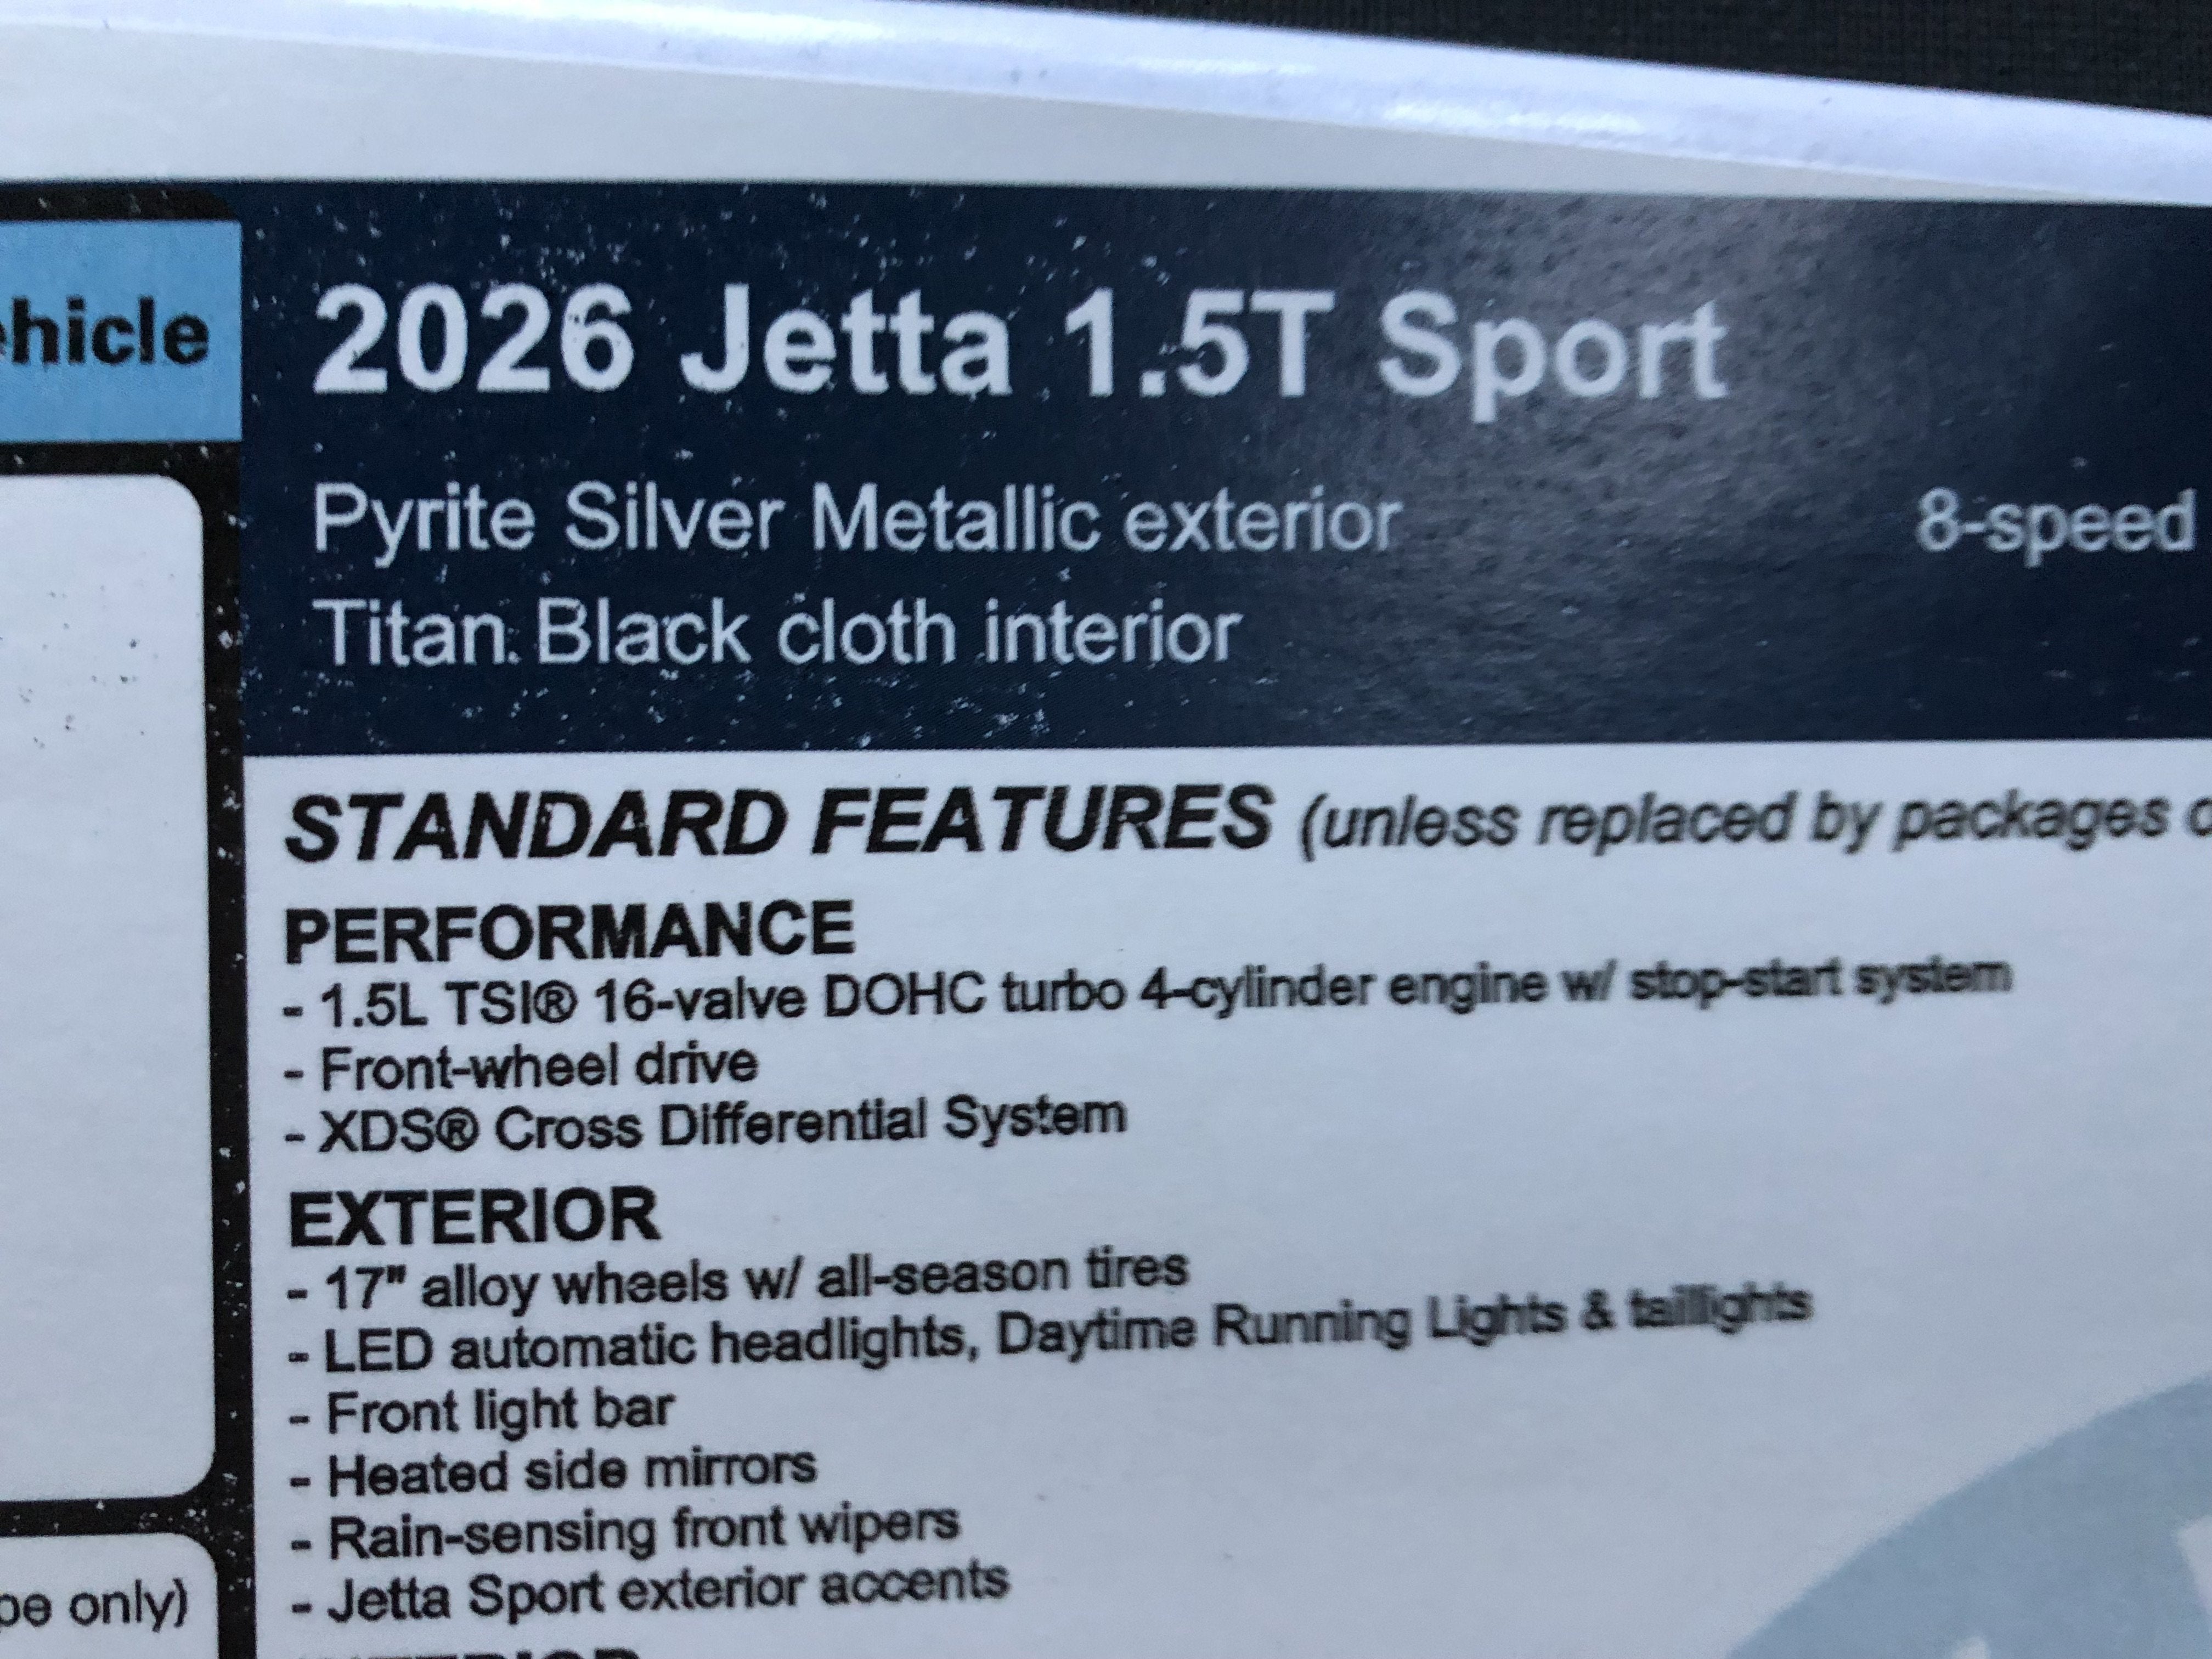 hicle
2026 Jetta 1.5T Sport
Pyrite Silver Metallic exterior
8-speed
Titan Black cloth interior
STANDARD FEATURES (unless replaced by packages
PERFORMANCE
- 1.5L TSI® 16-valve DOHC turbo 4-cylinder engine w/ stop-start system
- Front-wheel drive
- XDS® Cross Differential System
EXTERIOR
- 17" alloy wheels w/ all-season tires
- LED automatic headlights, Daytime Running Lights & taillights
- Front light bar
- Heated side mirrors
- Rain-sensing front wipers
- Jetta Sport exterior accents
only)